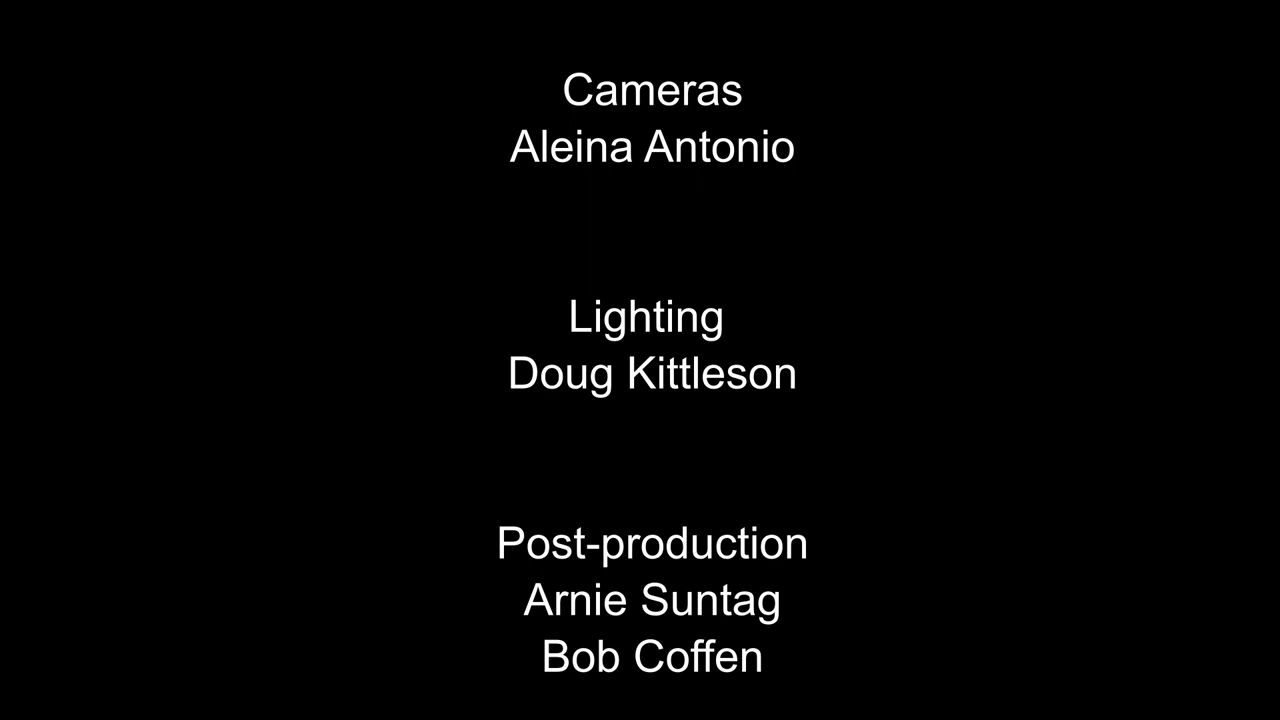 Cameras
Aleina Antonio
Lighting
Doug Kittleson
Post-production
Arnie Suntag
Bob Coffen